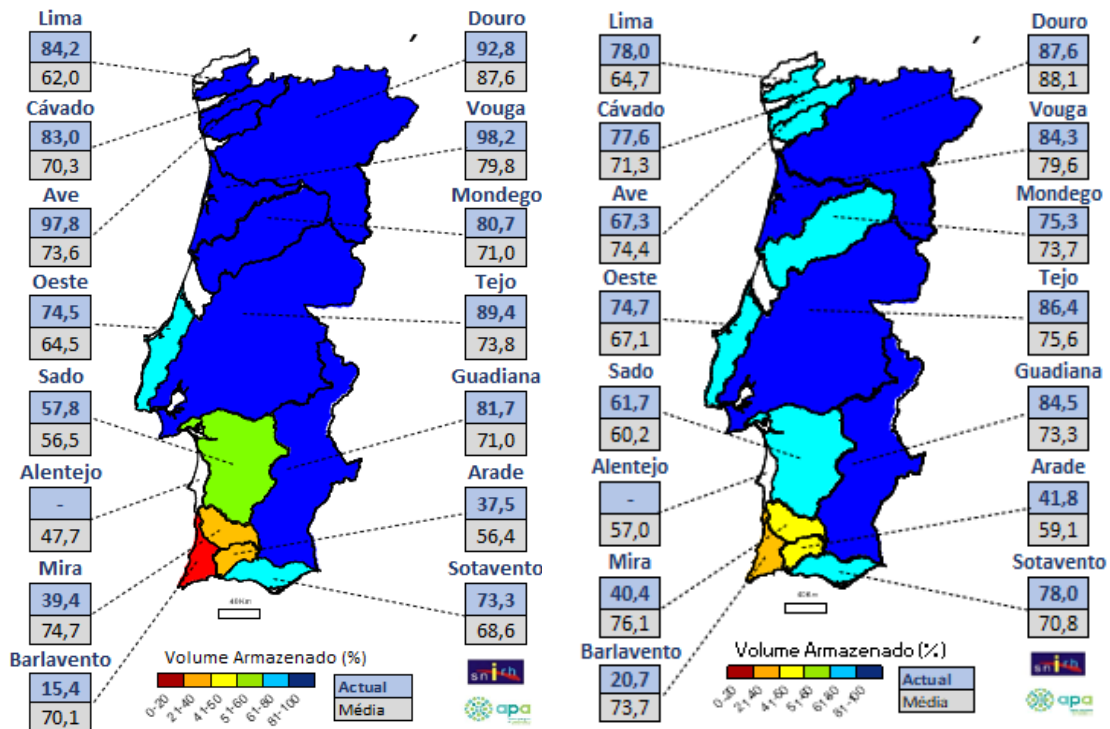 Lima
84,2
62,0
Cávado
83,0
70,3
Ave
97,8
73,6
Oeste
74,5
64,5
Sado
57,8
56,5
Alentejo
-
47,7
Mira
39,4
74,7
Barlavento
15,4
70,1
Douro
92,8
87,6
Vouga
98,2
79,8
Mondego
80,7
71,0
Tejo
89,4
73,8
Guadiana
81,7
71,0
Arade
37,5
56,4
Sotavento
73,3
68,6
40 Km
Volume Armazenado (%)
0-20
21-40
41-50
51-60
61-80
81-100
Actual
Média
snirh
apa
Lima
78,0
64,7
Cávado
77,6
71,3
Ave
67,3
74,4
Oeste
74,7
67,1
Sado
61,7
60,2
Alentejo
-
57,0
Mira
40,4
76,1
Barlavento
20,7
73,7
Douro
87,6
88,1
Vouga
84,3
79,6
Mondego
75,3
73,7
Tejo
86,4
75,6
Guadiana
84,5
73,3
Arade
41,8
59,1
Sotavento
78,0
70,8
40 Km
Volume Armazenado (%)
0-20
21-40
41-50
51-60
61-80
81-100
Actual
Média
snirh
apa